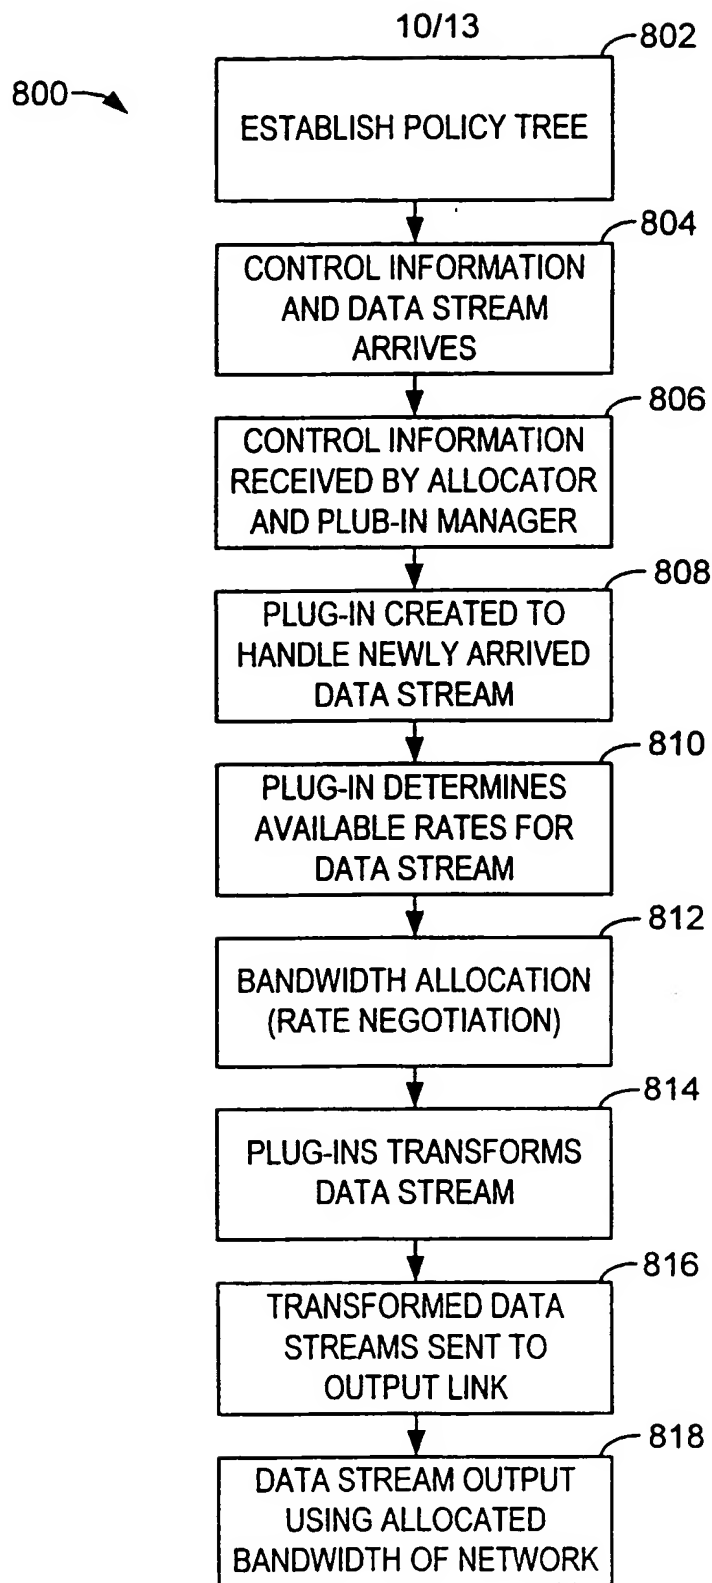 10/13
800
802
ESTABLISH POLICY TREE
804
CONTROL INFORMATION
AND DATA STREAM
ARRIVES
806
CONTROL INFORMATION
RECEIVED BY ALLOCATOR
AND PLUB-IN MANAGER
808
PLUG-IN CREATED TO
HANDLE NEWLY ARRIVED
DATA STREAM
810
PLUG-IN DETERMINES
AVAILABLE RATES FOR
DATA STREAM
812
BANDWIDTH ALLOCATION
(RATE NEGOTIATION)
814
PLUG-INS TRANSFORMS
DATA STREAM
816
TRANSFORMED DATA
STREAMS SENT TO
OUTPUT LINK
818
DATA STREAM OUTPUT
USING ALLOCATED
BANDWIDTH OF NETWORK